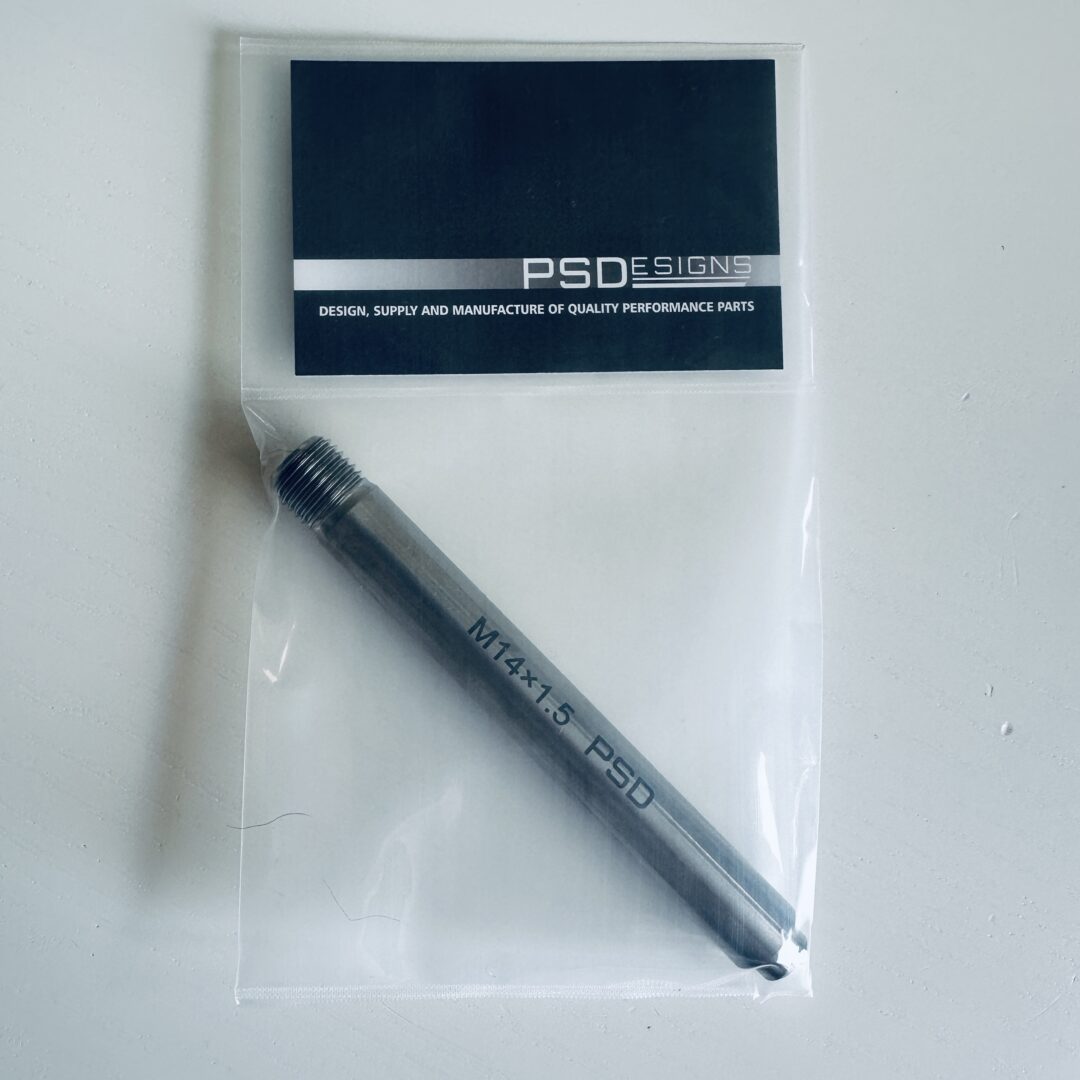 PSDESIGNS
DESIGN, SUPPLY AND MANUFACTURE OF QUALITY PERFORMANCE PARTS
M14×1.5 PSD